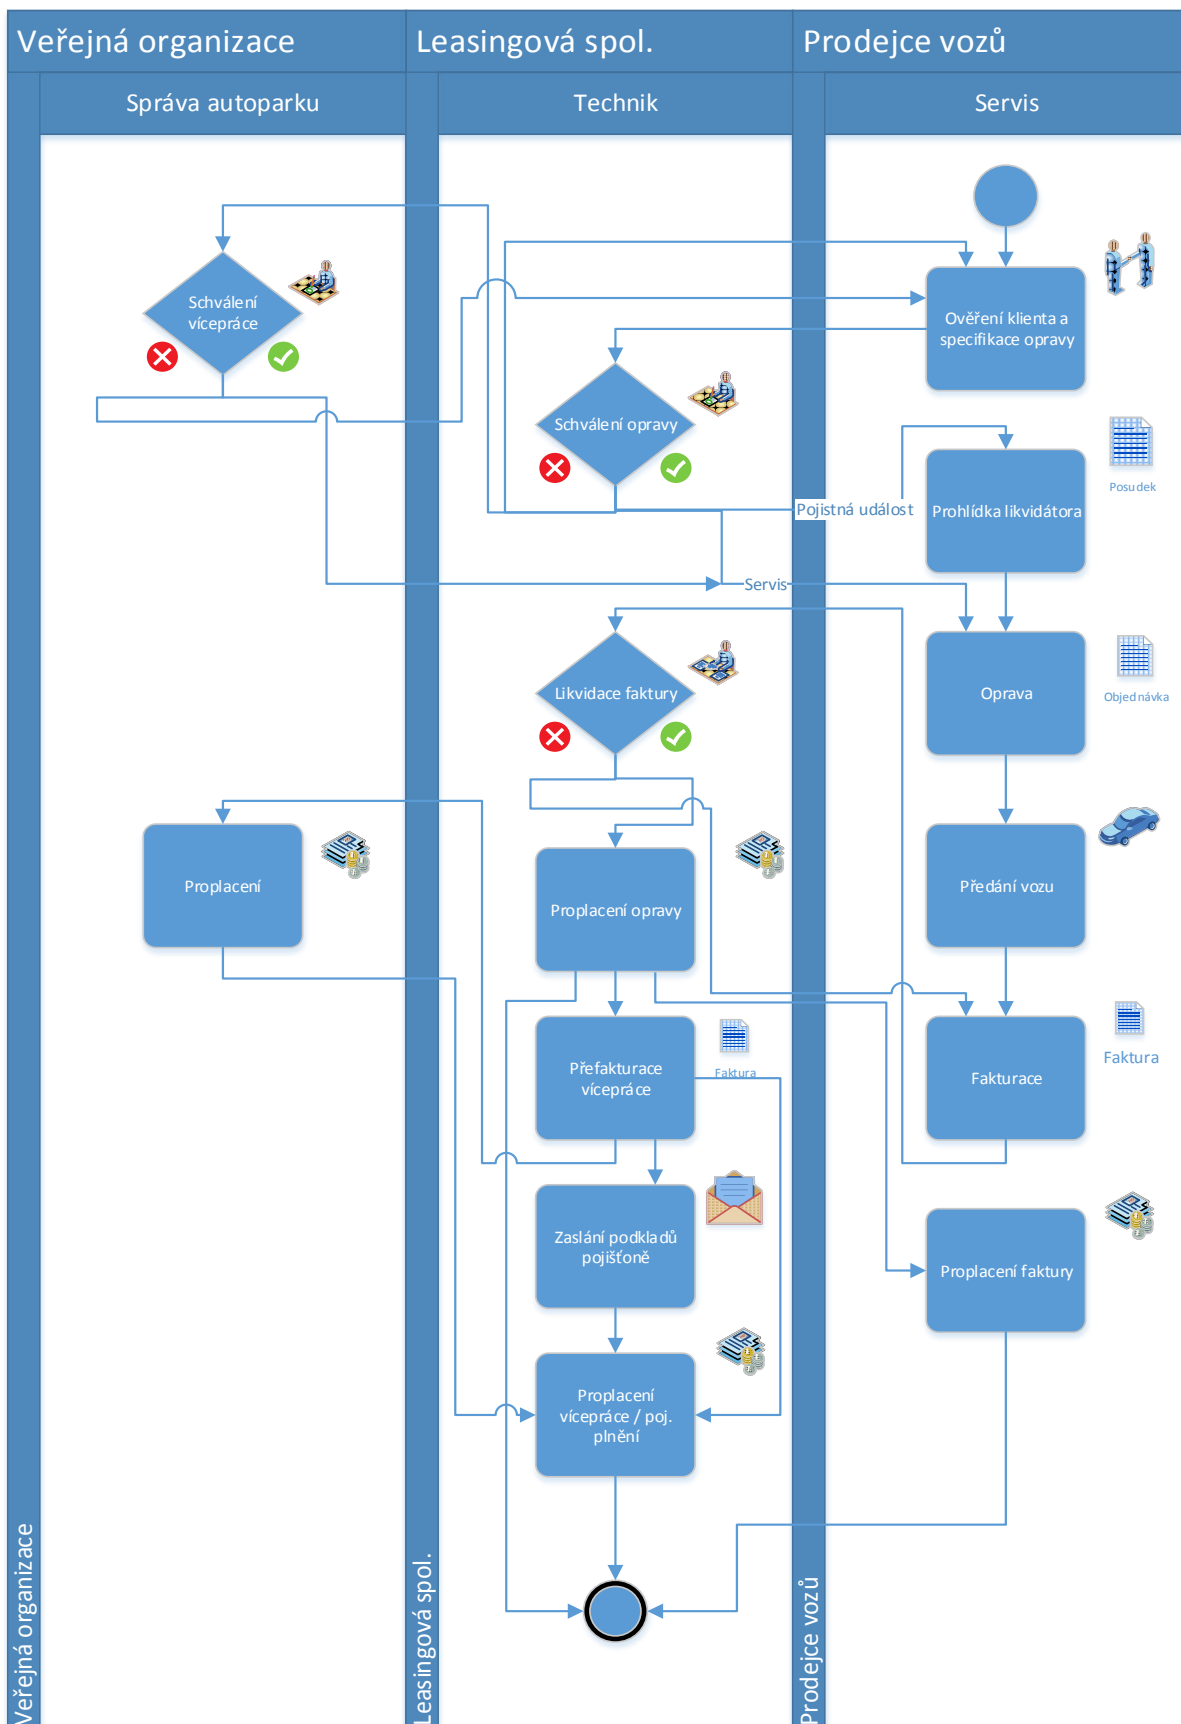 Veřejná organizace
Leasingová spol.
Prodejce vozů
Správa autoparku
Technik
Servis
Schválení
vícepráce
Ověření klienta a
specifikace opravy
Schválení opravy
Posudek
Pojistná událost
Prohlídka likvidátora
Servis
Likvidace faktury
Oprava
Objednávka
Proplacení
Proplacení opravy
Předání vozu
Přefakturace
vícepráce
Faktura
Fakturace
Faktura
Zaslání podkladů
pojišťoně
Proplacení faktury
Proplacení
vícepráce / poj.
plnění
Veřejná organizace
Leasingová spol.
Prodejce vozů